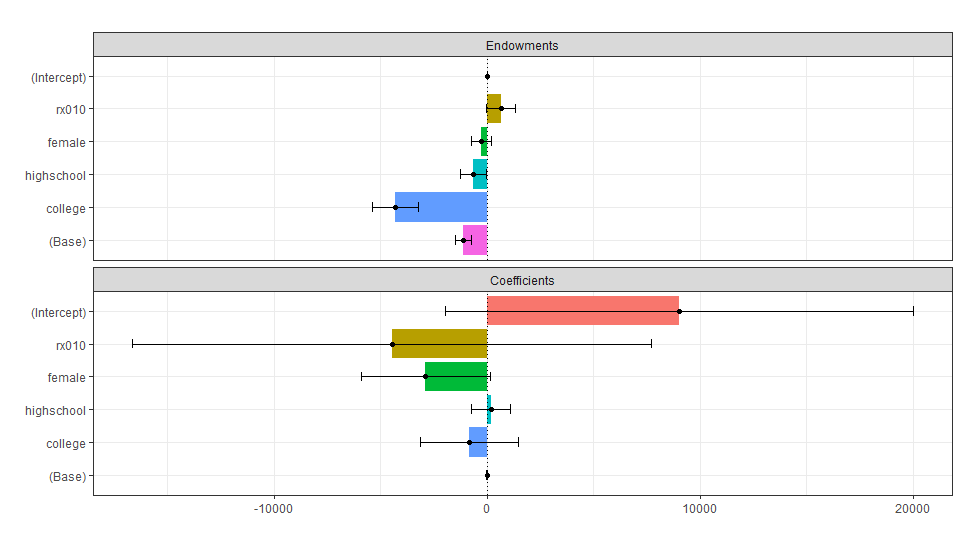 Endowments
(Intercept)
rx010
female
highschool
college
(Base)
Coefficients
(Intercept)
rx010
female
highschool
college
(Base)
-10000 0 10000 20000